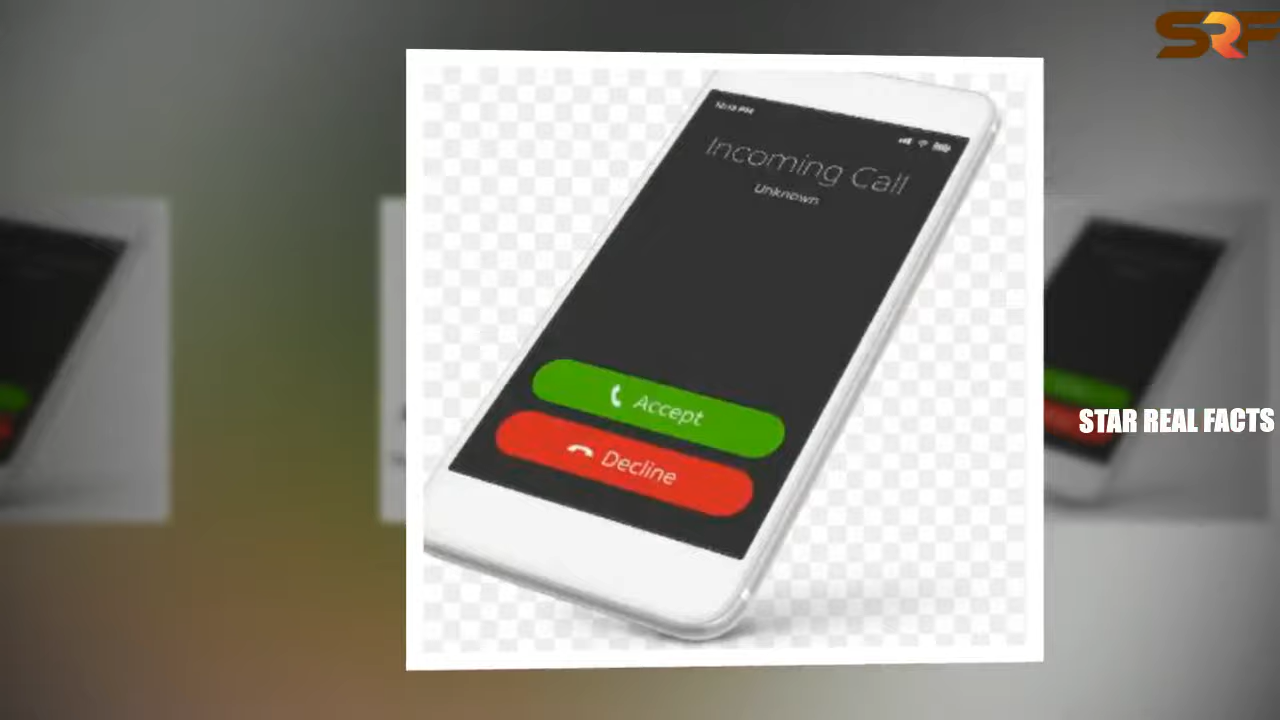 SRF
Incoming Call
Unknown
Accept
Decline
STAR REAL FACTS